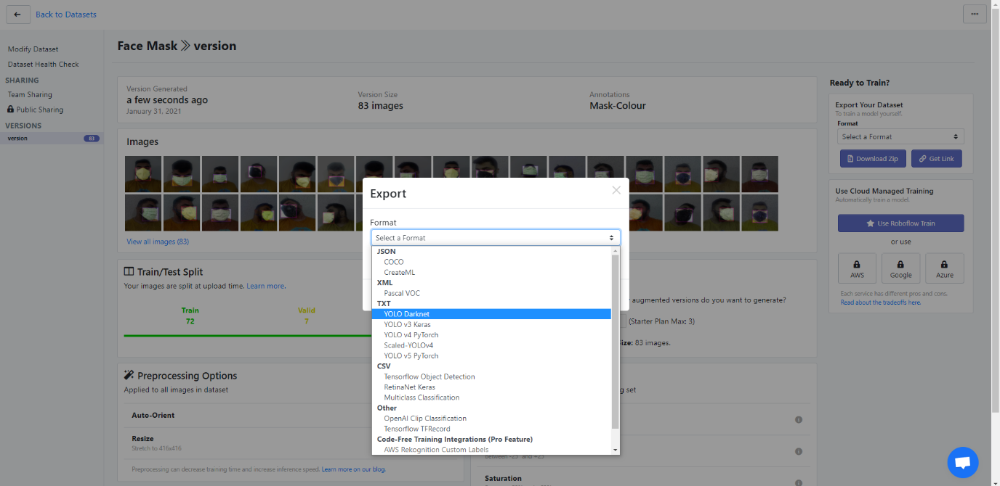 Back to Datasets
Modify Dataset
Dataset Health Check
SHARING
Team Sharing
Public Sharing
VERSIONS
version 83
Face Mask version
Version Generated
a few seconds ago
January 31, 2021
Version Size
83 images
Annotations
Mask-Colour
Images
View all images (83)
Train/Test Split
Your images are split at upload time. Learn more.
Train
72
Valid
7
Preprocessing Options
Applied to all images in dataset
Auto-Orient
Resize
Stretch to 416x416
Preprocessing can decrease training time and increase inference speed. Learn more on our blog.
Export
Format
Select a Format
JSON
COCO
CreateML
XML
Pascal VOC
TXT
YOLO Darknet
YOLO v3 Keras
YOLO v4 PyTorch
Scaled-YOLOv4
YOLO v5 PyTorch
CSV
Tensorflow Object Detection
RetinaNet Keras
Multiclass Classification
Other
OpenAI Clip Classification
Tensorflow TFRecord
Code-Free Training Integrations (Pro Feature)
AWS Rekognition Custom Labels
augmented versions do you want to generate?
(Starter Plan Max: 3)
83 images.
set
Saturation
Ready to Train?
Export Your Dataset
To train a model yourself.
Format
Select a Format
Download Zip
Get Link
Use Cloud Managed Training
Automatically train a model.
Use Roboflow Train
or use
AWS
Google
Azure
Each service has different pros and cons.
Read about the tradeoffs here.